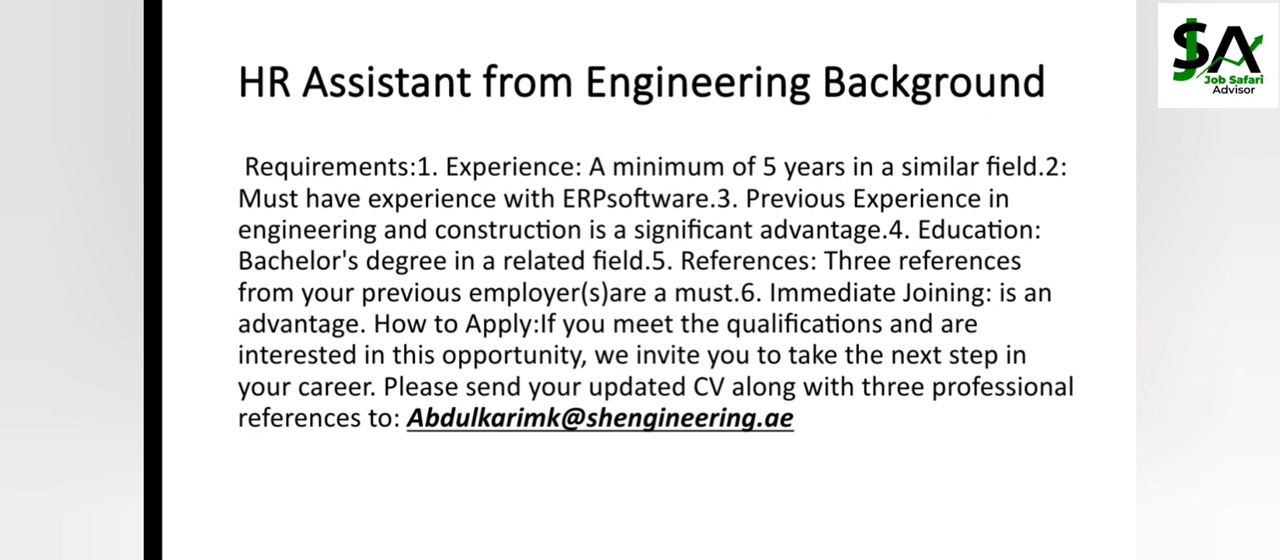 HR Assistant from Engineering Background
Requirements:1. Experience: A minimum of 5 years in a similar field.2:
Must have experience with ERPsoftware.3. Previous Experience in
engineering and construction is a significant advantage.4. Education:
Bachelor's degree in a related field.5. References: Three references
from your previous employer(s)are a must.6. Immediate Joining: is an
advantage. How to Apply:If you meet the qualifications and are
interested in this opportunity, we invite you to take the next step in
your career. Please send your updated CV along with three professional
references to: Abdulkarimk@shengineering.ae
SJA
Job Safari
Advisor